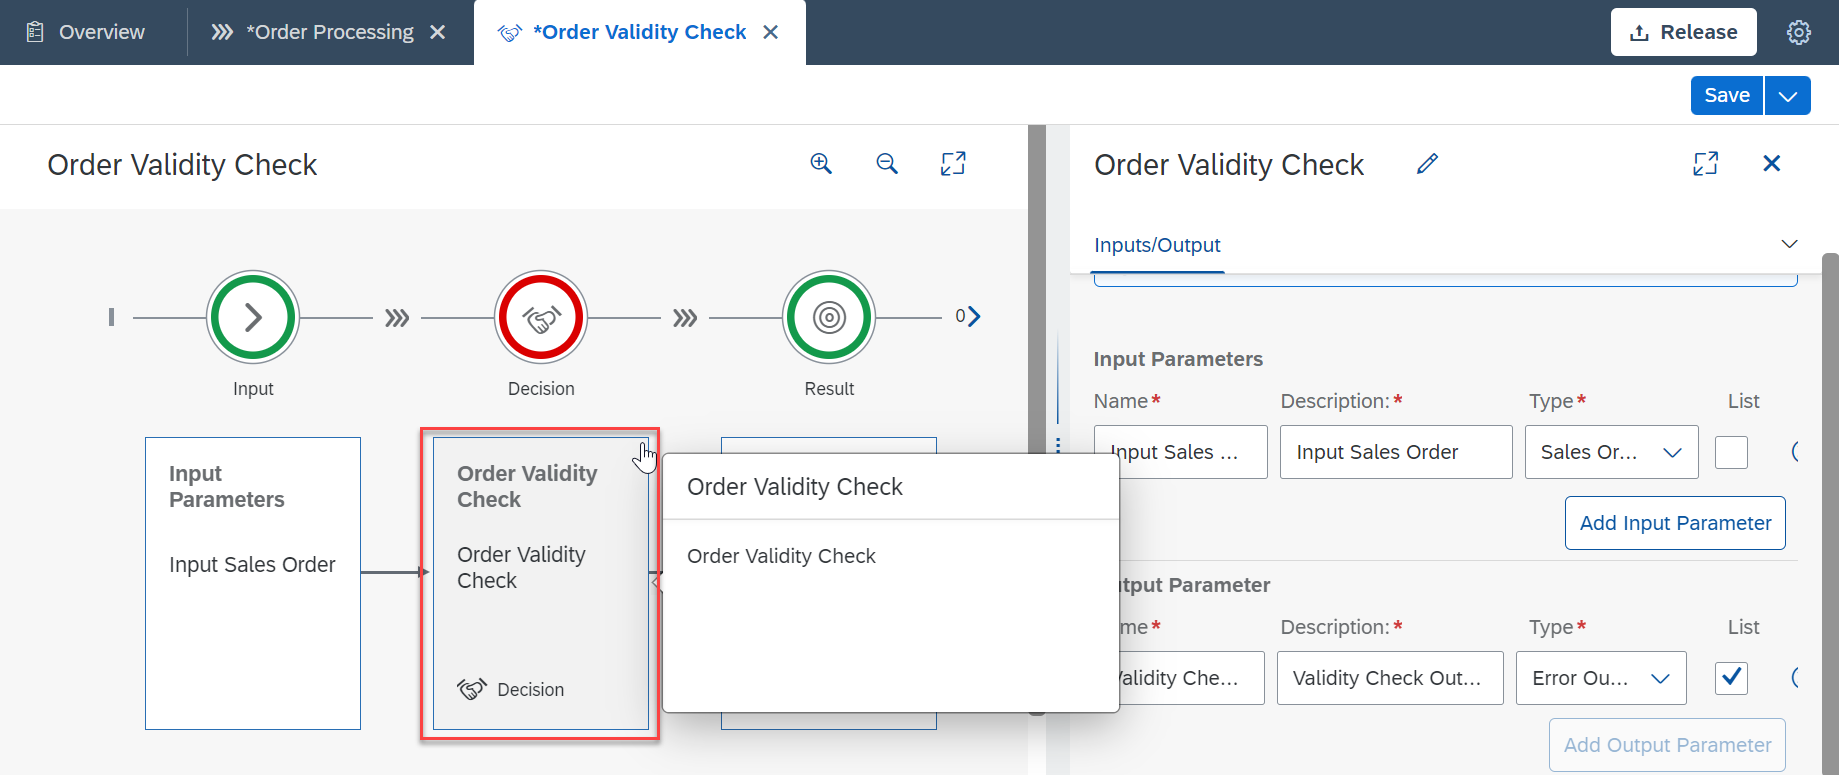 Overview
*Order Processing
*Order Validity Check
Release
Save
Order Validity Check
Input
Decision
Result
0
Input
Parameters
Input Sales Order
Order Validity
Check
Order Validity
Check
Decision
Order Validity Check
Order Validity Check
Order Validity Check
Inputs/Output
Input Parameters
Name* Description:* Type* List
Input Sales ... Input Sales Order Sales Or...
Add Input Parameter
tput Parameter
me* Description:* Type* List
alidity Che... Validity Check Out... Error Ou...
Add Output Parameter